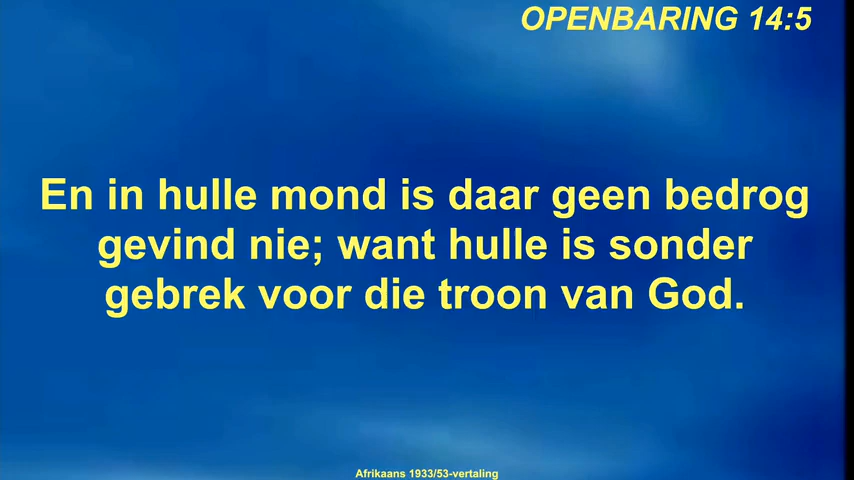 OPENBARING 14:5
En in hulle mond is daar geen bedrog
gevind nie; want hulle is sonder
gebrek voor die troon van God.
Afrikaans 1933/53-vertaling